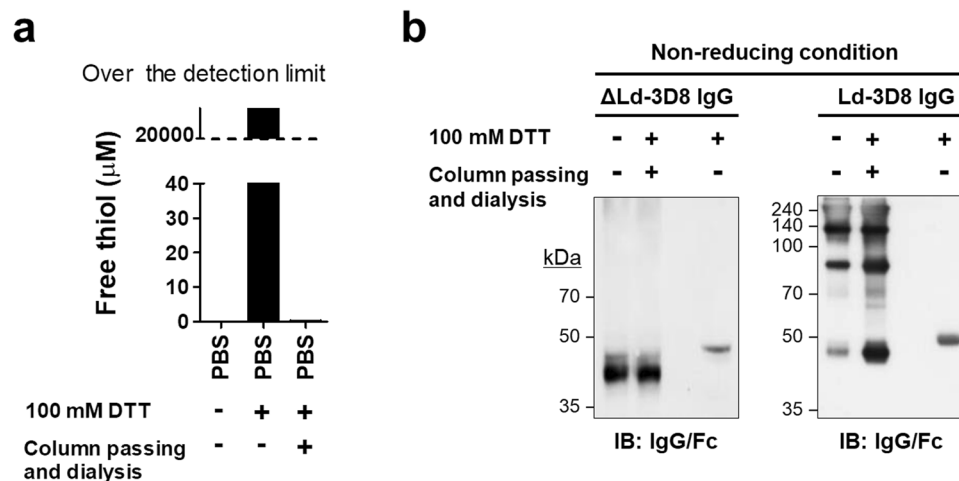 a
Over the detection limit
Free thiol (μM)
20000
40
30
20
10
0
PBS
PBS
PBS
100 mM DTT
- + +
Column passing
and dialysis
- - +
b
Non-reducing condition
ΔLd-3D8 IgG
Ld-3D8 IgG
100 mM DTT
- + +
- + +
Column passing
and dialysis
- + -
- + -
kDa
70
50
35
240
140
100
70
50
35
IB: IgG/Fc
IB: IgG/Fc